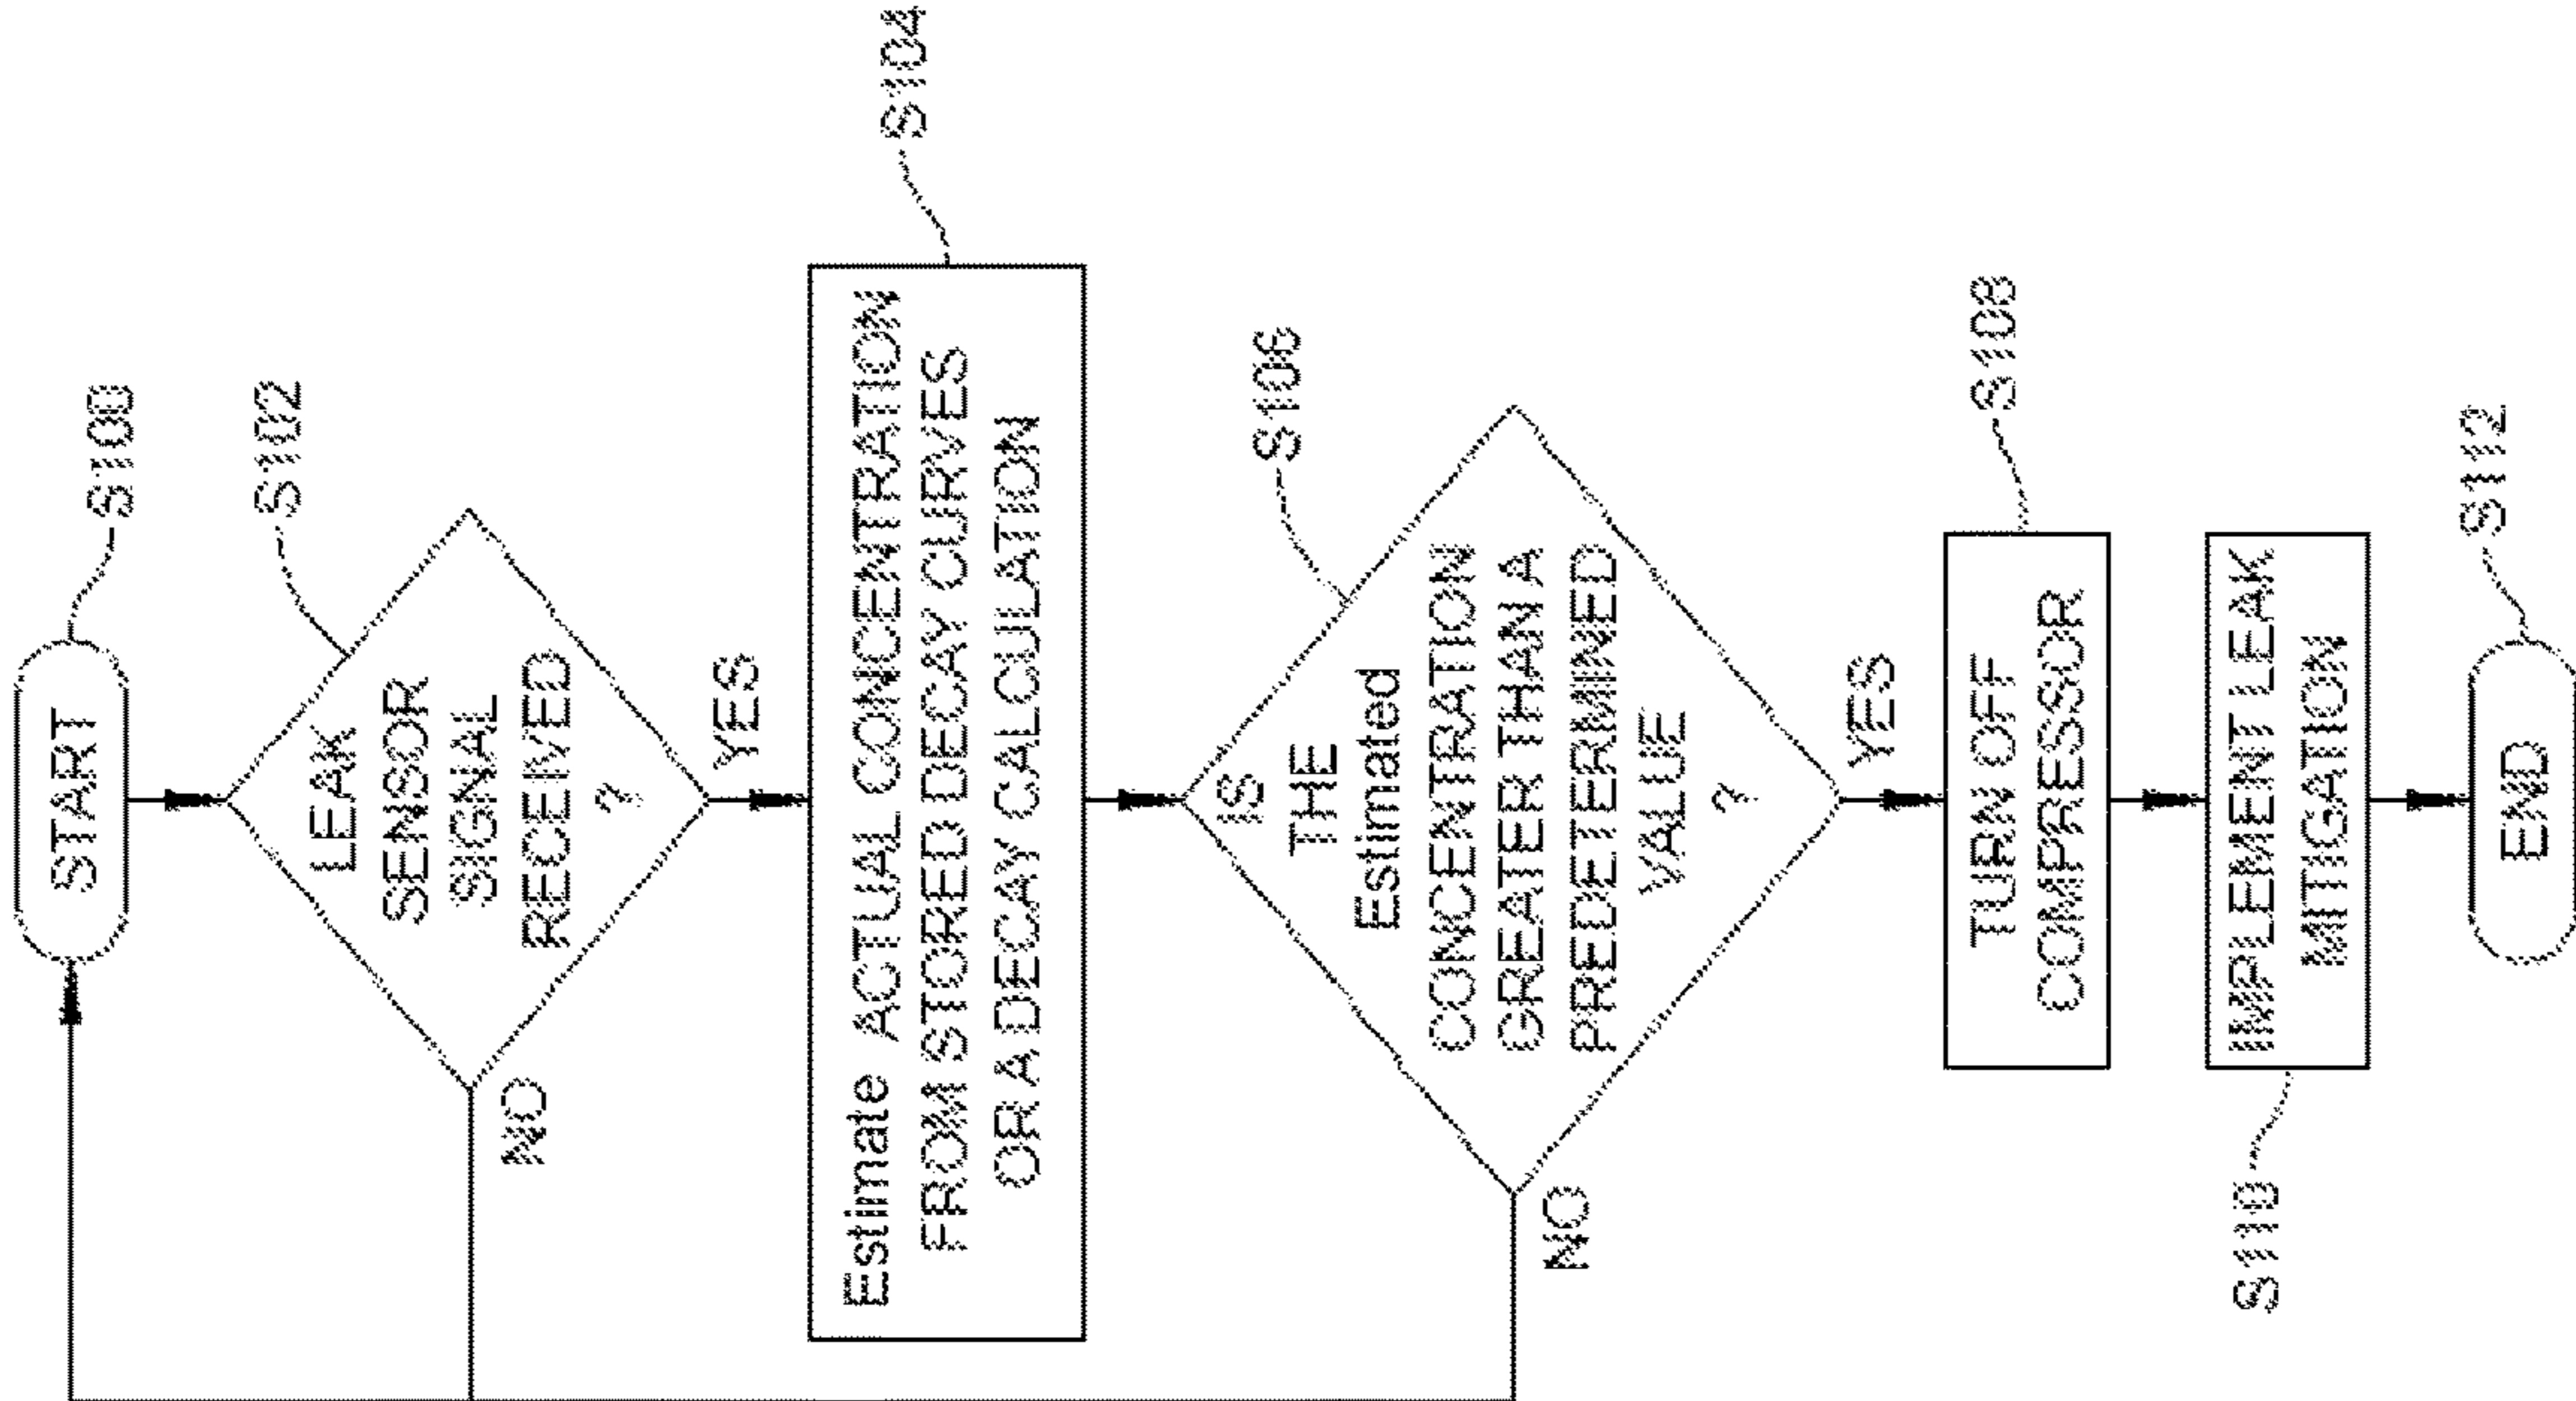 START
S100
LEAK
SENSOR
SIGNAL
RECEIVED
?
S102
NO
YES
Estimate ACTUAL CONCENTRATION
FROM STORED DECAY CURVES
OR A DECAY CALCULATION
S104
IS
THE
Estimated
CONCENTRATION
GREATER THAN A
PREDETERMINED
VALUE
?
S106
NO
YES
TURN OFF
COMPRESSOR
S108
IMPLEMENT LEAK
MITIGATION
S110
END
S112